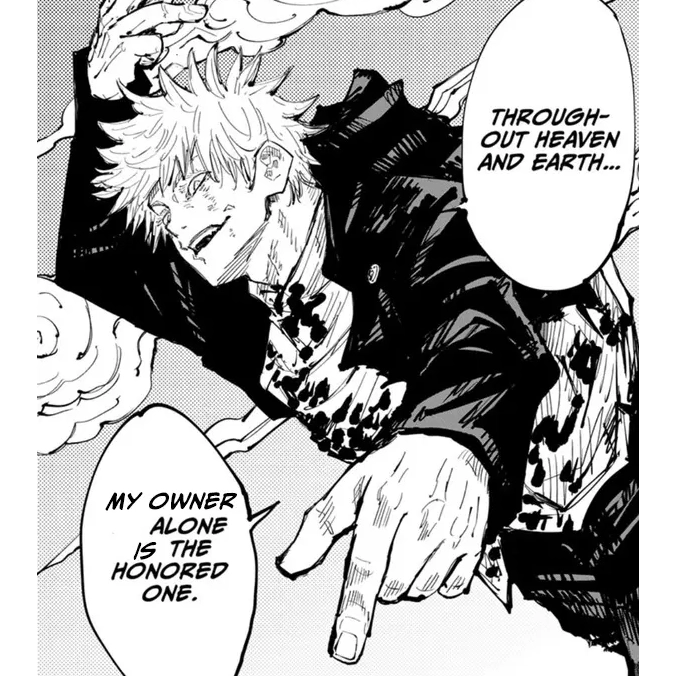 THROUGH-
OUT HEAVEN
AND EARTH...
MY OWNER
ALONE
IS THE
HONORED
ONE.